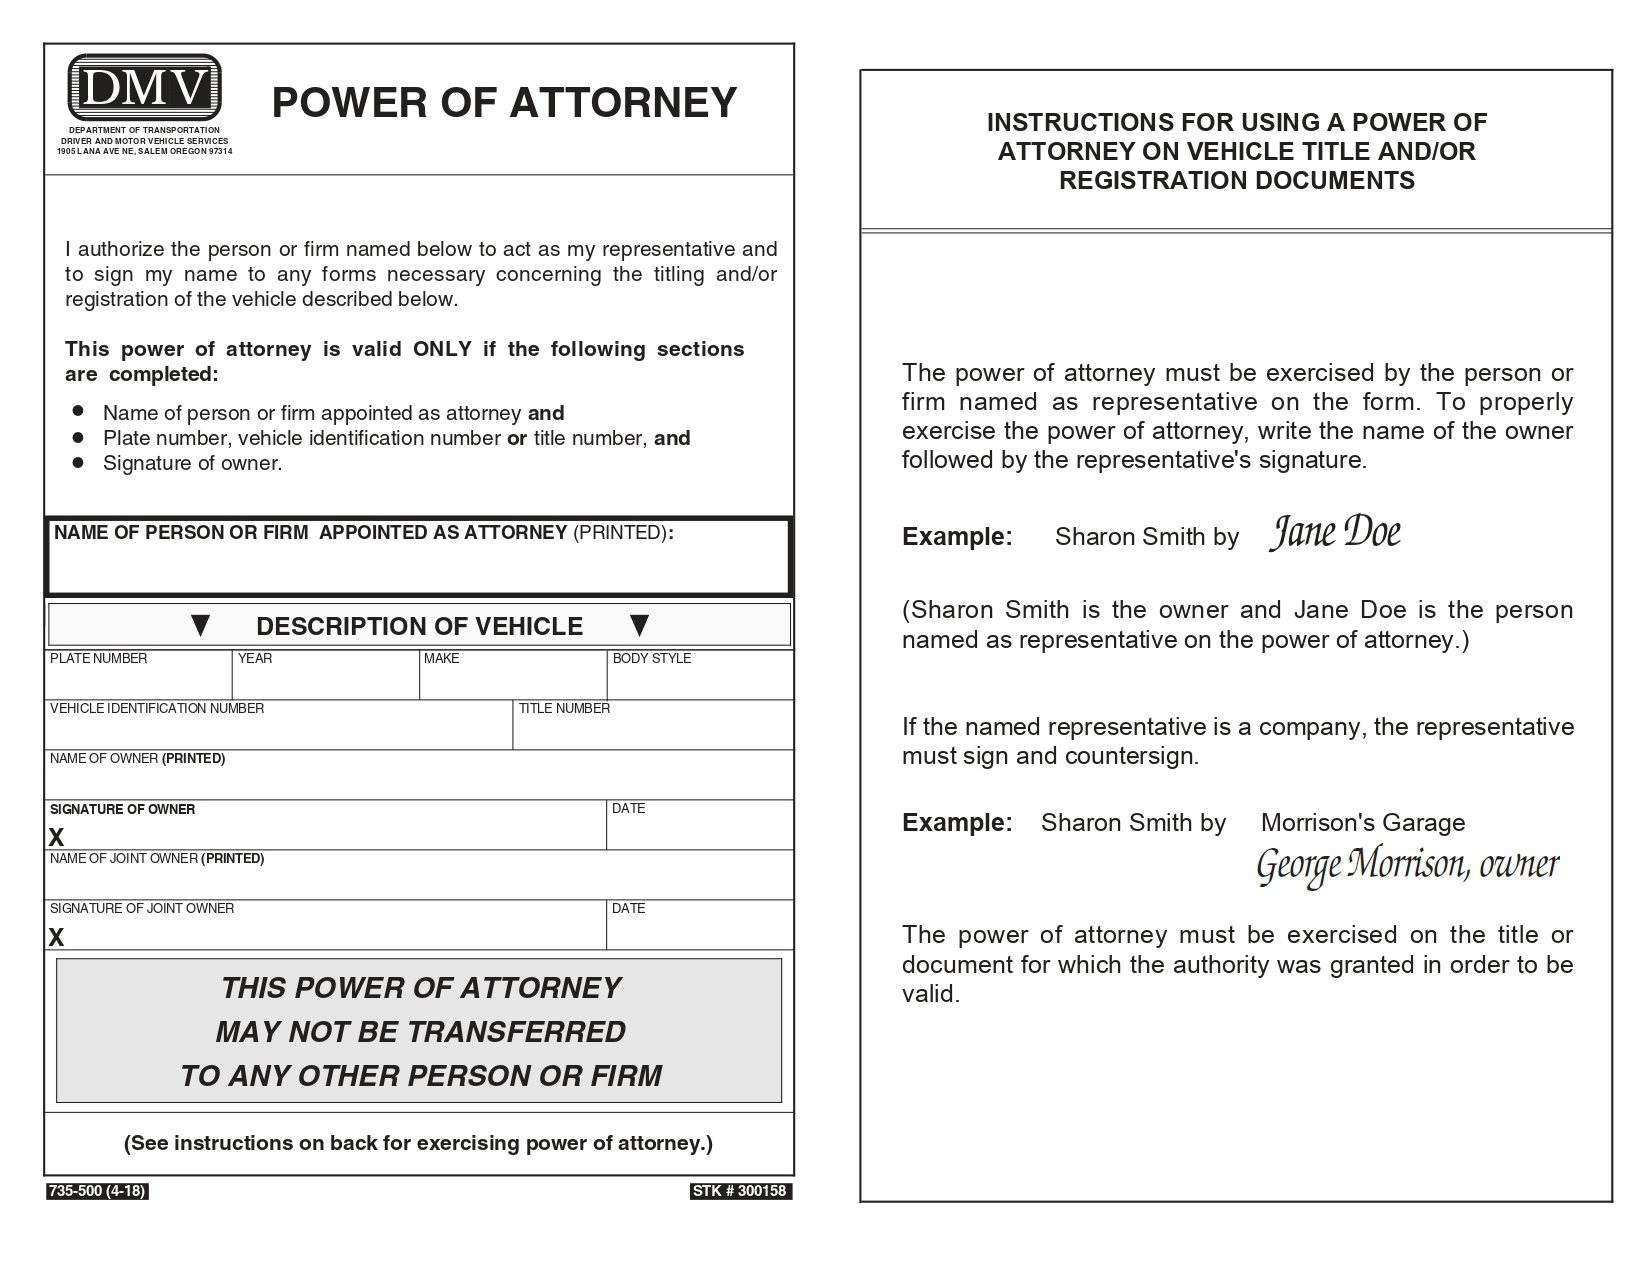 DMV
DEPARTMENT OF TRANSPORTATION
DRIVER AND MOTOR VEHICLE SERVICES
1905 LANA AVE NE, SALEM OREGON 97314
POWER OF ATTORNEY
I authorize the person or firm named below to act as my representative and
to sign my name to any forms necessary concerning the titling and/or
registration of the vehicle described below.
This power of attorney is valid ONLY if the following sections
are completed:
● Name of person or firm appointed as attorney and
● Plate number, vehicle identification number or title number, and
● Signature of owner.
NAME OF PERSON OR FIRM APPOINTED AS ATTORNEY (PRINTED):
▼ DESCRIPTION OF VEHICLE ▼
PLATE NUMBER YEAR MAKE BODY STYLE
VEHICLE IDENTIFICATION NUMBER TITLE NUMBER
NAME OF OWNER (PRINTED)
SIGNATURE OF OWNER DATE
X
NAME OF JOINT OWNER (PRINTED)
SIGNATURE OF JOINT OWNER DATE
X
THIS POWER OF ATTORNEY
MAY NOT BE TRANSFERRED
TO ANY OTHER PERSON OR FIRM
(See instructions on back for exercising power of attorney.)
735-500 (4-18) STK # 300158
INSTRUCTIONS FOR USING A POWER OF
ATTORNEY ON VEHICLE TITLE AND/OR
REGISTRATION DOCUMENTS
The power of attorney must be exercised by the person or
firm named as representative on the form. To properly
exercise the power of attorney, write the name of the owner
followed by the representative's signature.
Example: Sharon Smith by Jane Doe
(Sharon Smith is the owner and Jane Doe is the person
named as representative on the power of attorney.)
If the named representative is a company, the representative
must sign and countersign.
Example: Sharon Smith by Morrison's Garage
George Morrison, owner
The power of attorney must be exercised on the title or
document for which the authority was granted in order to be
valid.